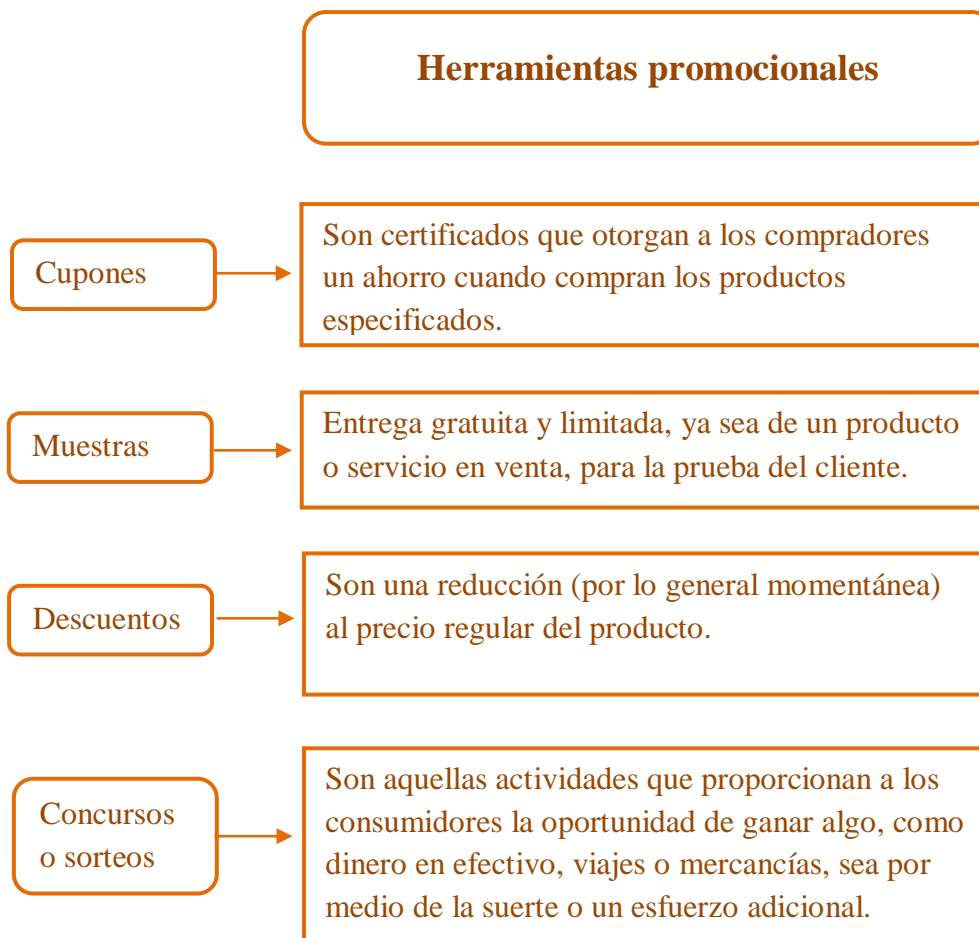 Herramientas promocionales
Cupones
Son certificados que otorgan a los compradores
un ahorro cuando compran los productos
especificados.
Muestras
Entrega gratuita y limitada, ya sea de un producto
o servicio en venta, para la prueba del cliente.
Descuentos
Son una reducción (por lo general momentánea)
al precio regular del producto.
Concursos
o sorteos
Son aquellas actividades que proporcionan a los
consumidores la oportunidad de ganar algo, como
dinero en efectivo, viajes o mercancías, sea por
medio de la suerte o un esfuerzo adicional.